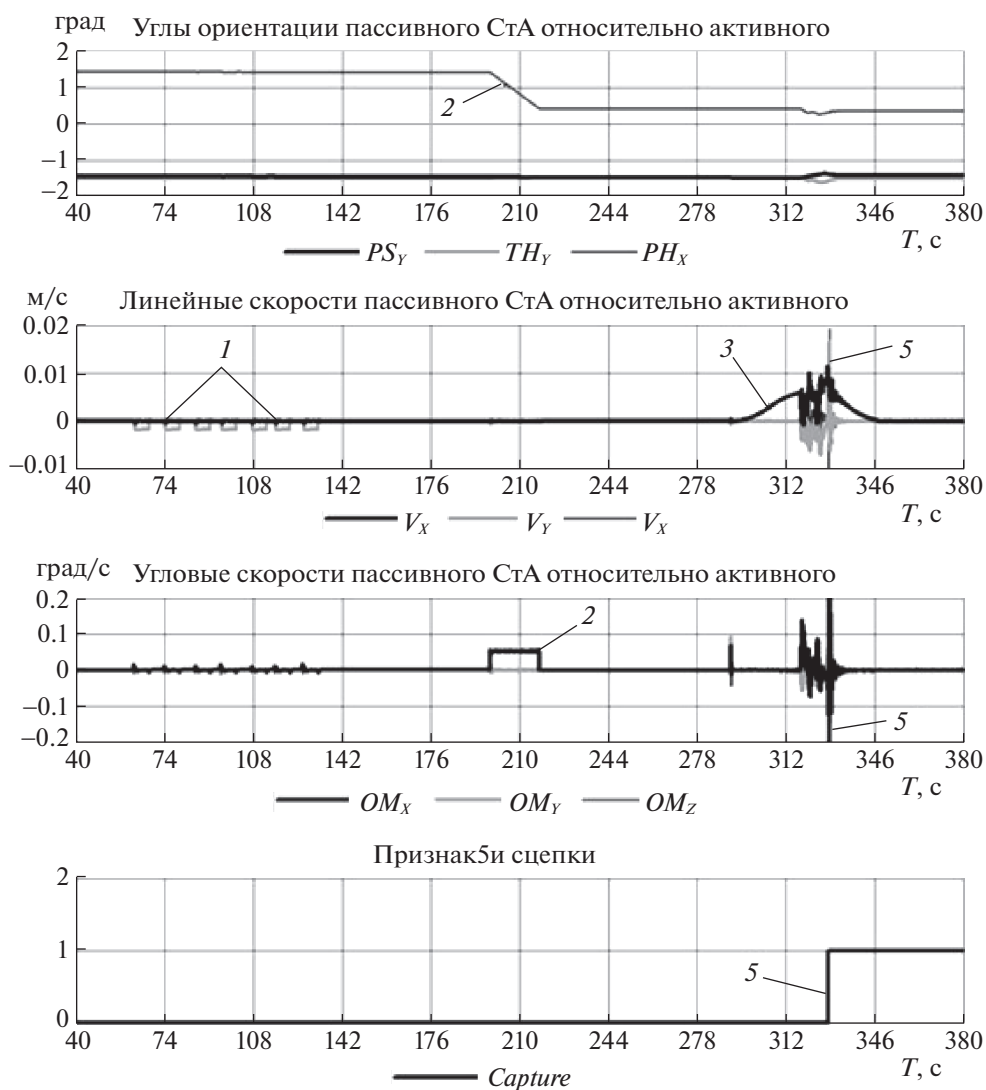 град Углы ориентации пассивного СтА относительно активного
2
1
2
0
–1
–2
40 74 108 142 176 210 244 278 312 346 380
T, с
PS_Y TH_Y PH_X
м/с Линейные скорости пассивного СтА относительно активного
0.02
1 3 5
0.01
0
–0.01
40 74 108 142 176 210 244 278 312 346 380
T, с
V_X V_Y V_X
град/с Угловые скорости пассивного СтА относительно активного
0.2
2
0.1
0
–0.1
5
–0.2
40 74 108 142 176 210 244 278 312 346 380
T, с
OM_X OM_Y OM_Z
Признак5и сцепки
2
1
5
0
40 74 108 142 176 210 244 278 312 346 380
T, с
Capture